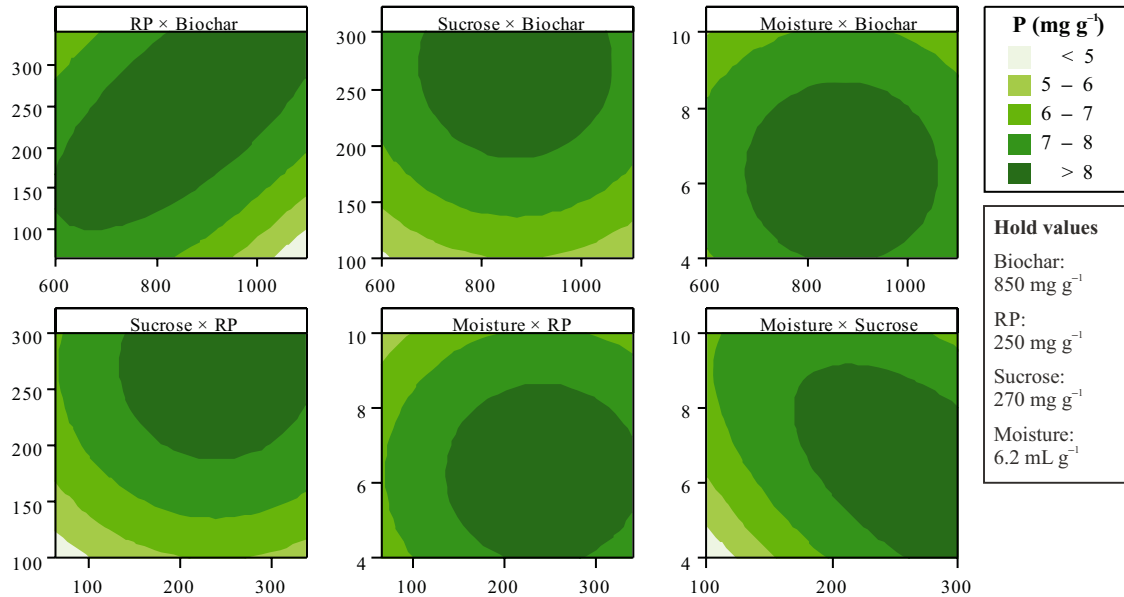 RP × Biochar
300
250
200
150
100
600 800 1000
Sucrose × Biochar
300
250
200
150
100
600 800 1000
Moisture × Biochar
10
8
6
4
600 800 1000
P (mg g⁻¹)
< 5
5 – 6
6 – 7
7 – 8
> 8
Hold values
Biochar:
850 mg g⁻¹
RP:
250 mg g⁻¹
Sucrose:
270 mg g⁻¹
Moisture:
6.2 mL g⁻¹
Sucrose × RP
300
250
200
150
100
100 200 300
Moisture × RP
10
8
6
4
100 200 300
Moisture × Sucrose
10
8
6
4
100 200 300